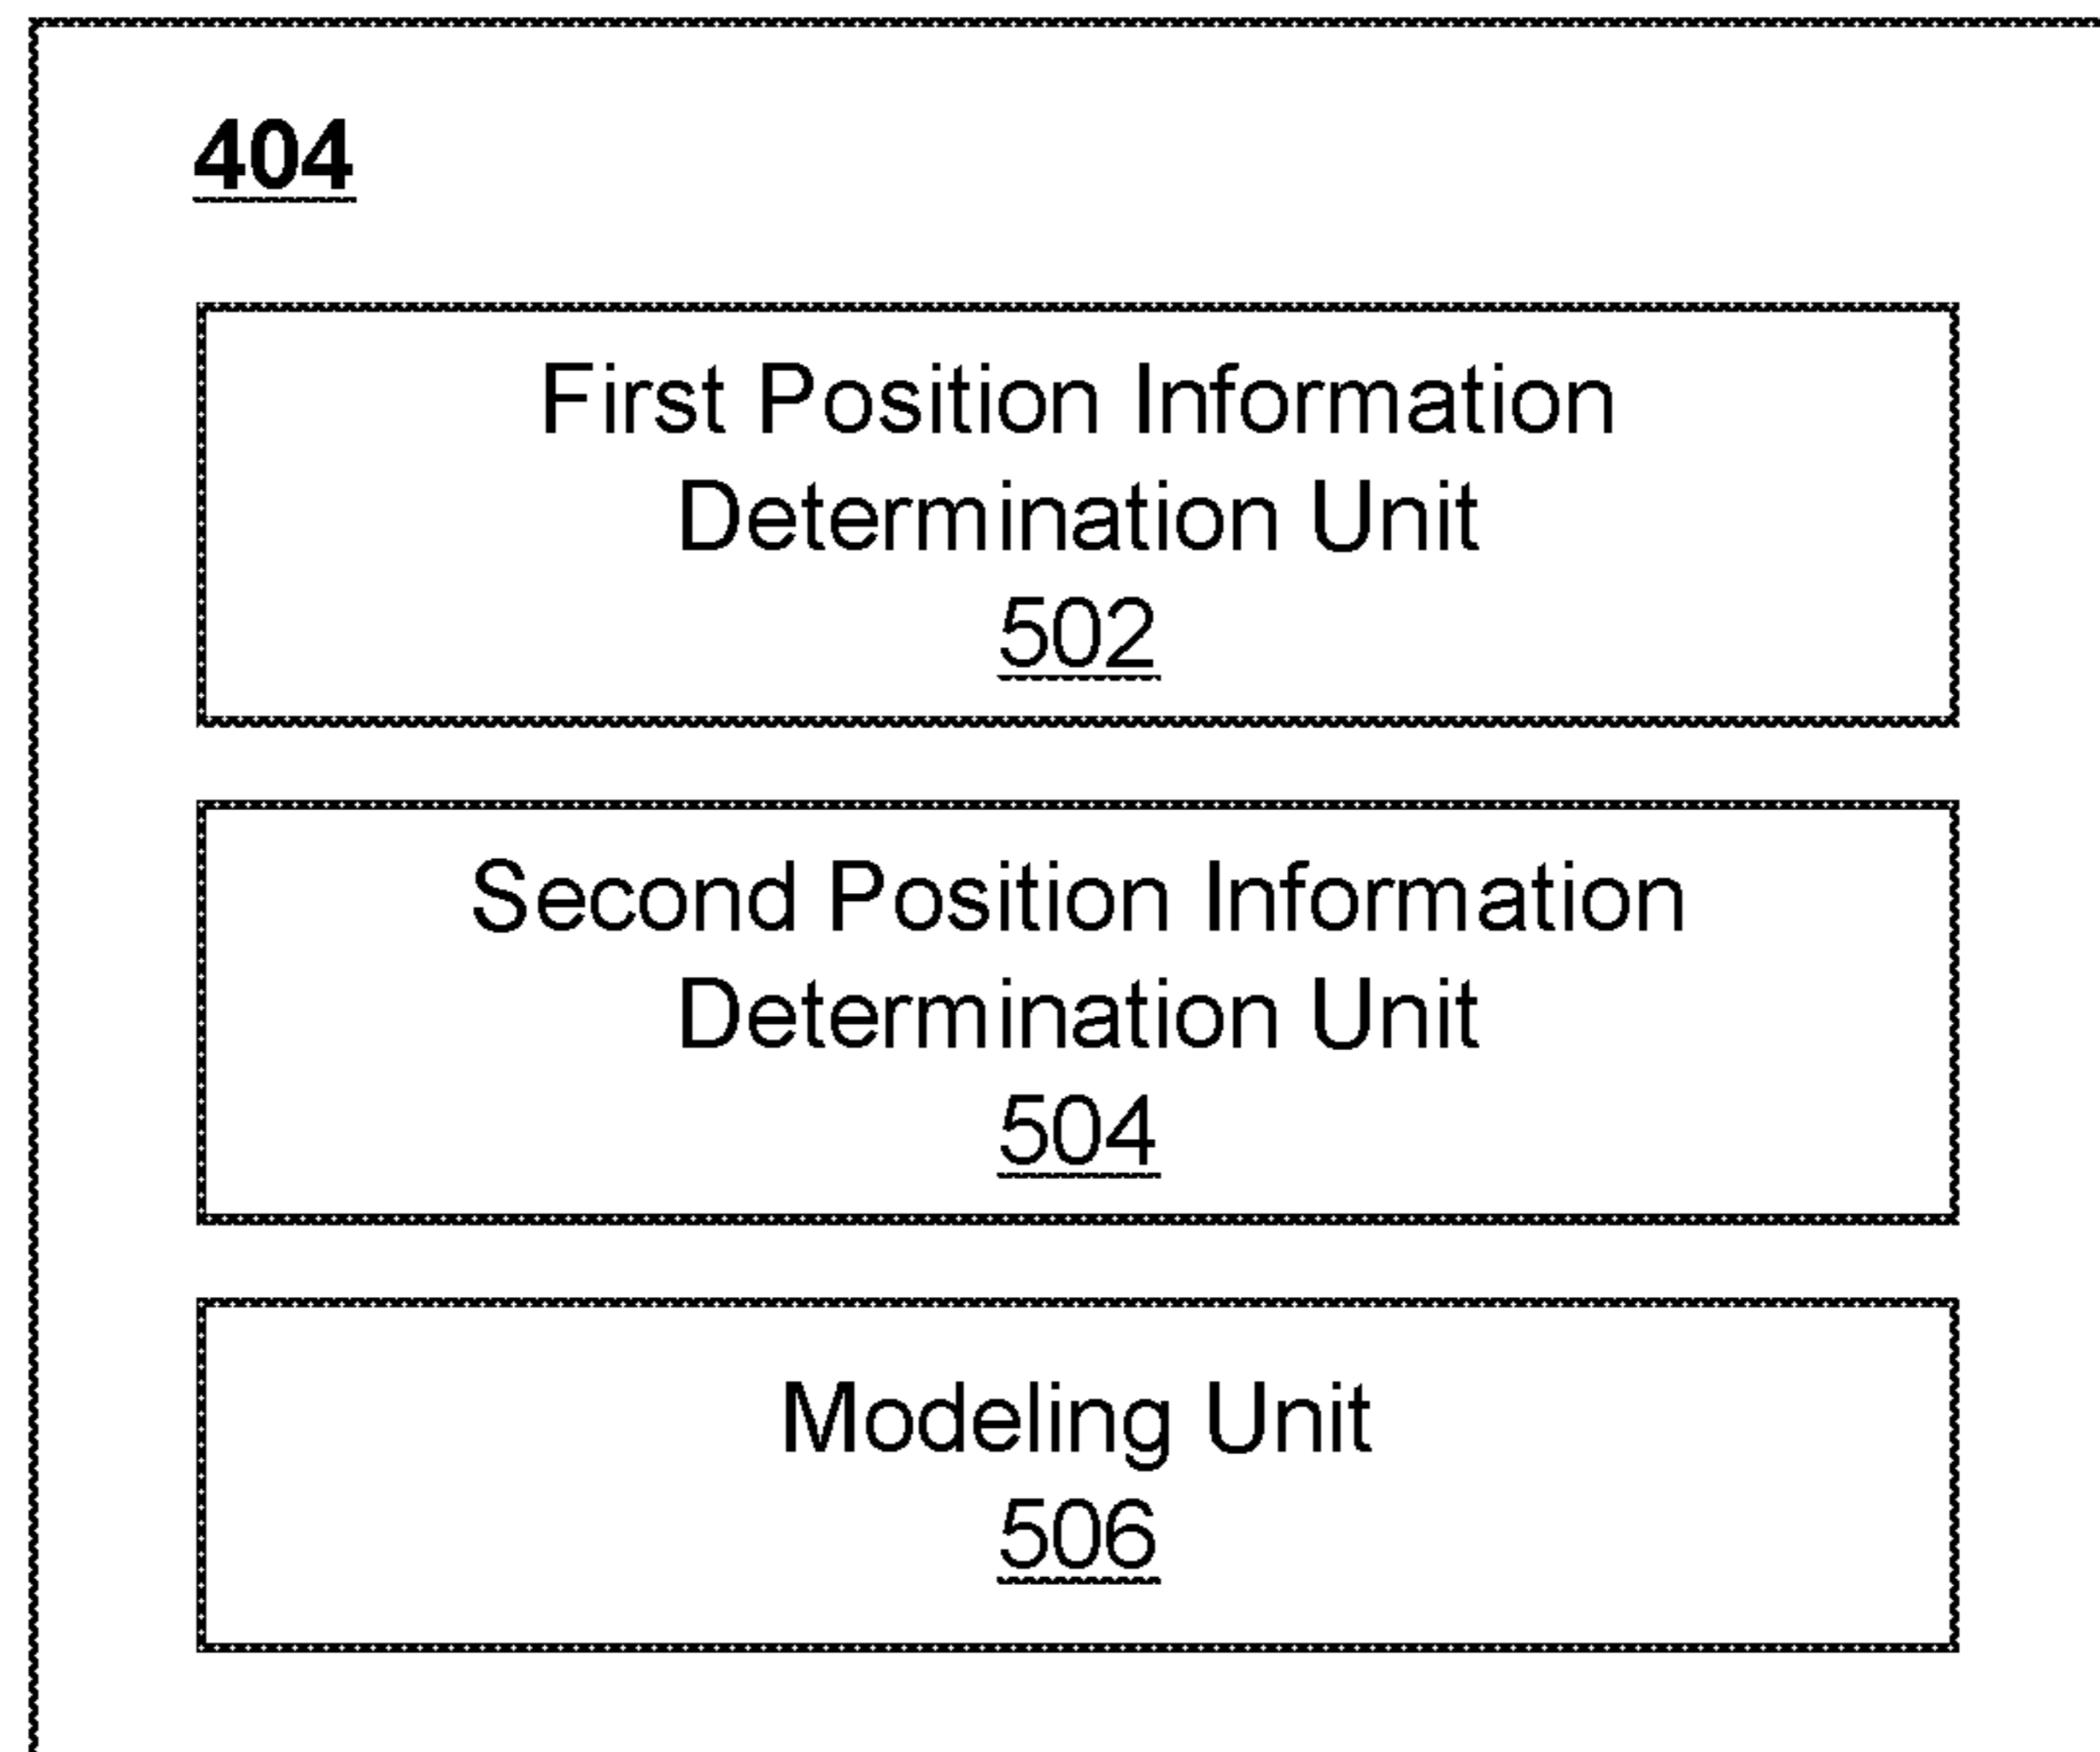 404
First Position Information
Determination Unit
502
Second Position Information
Determination Unit
504
Modeling Unit
506